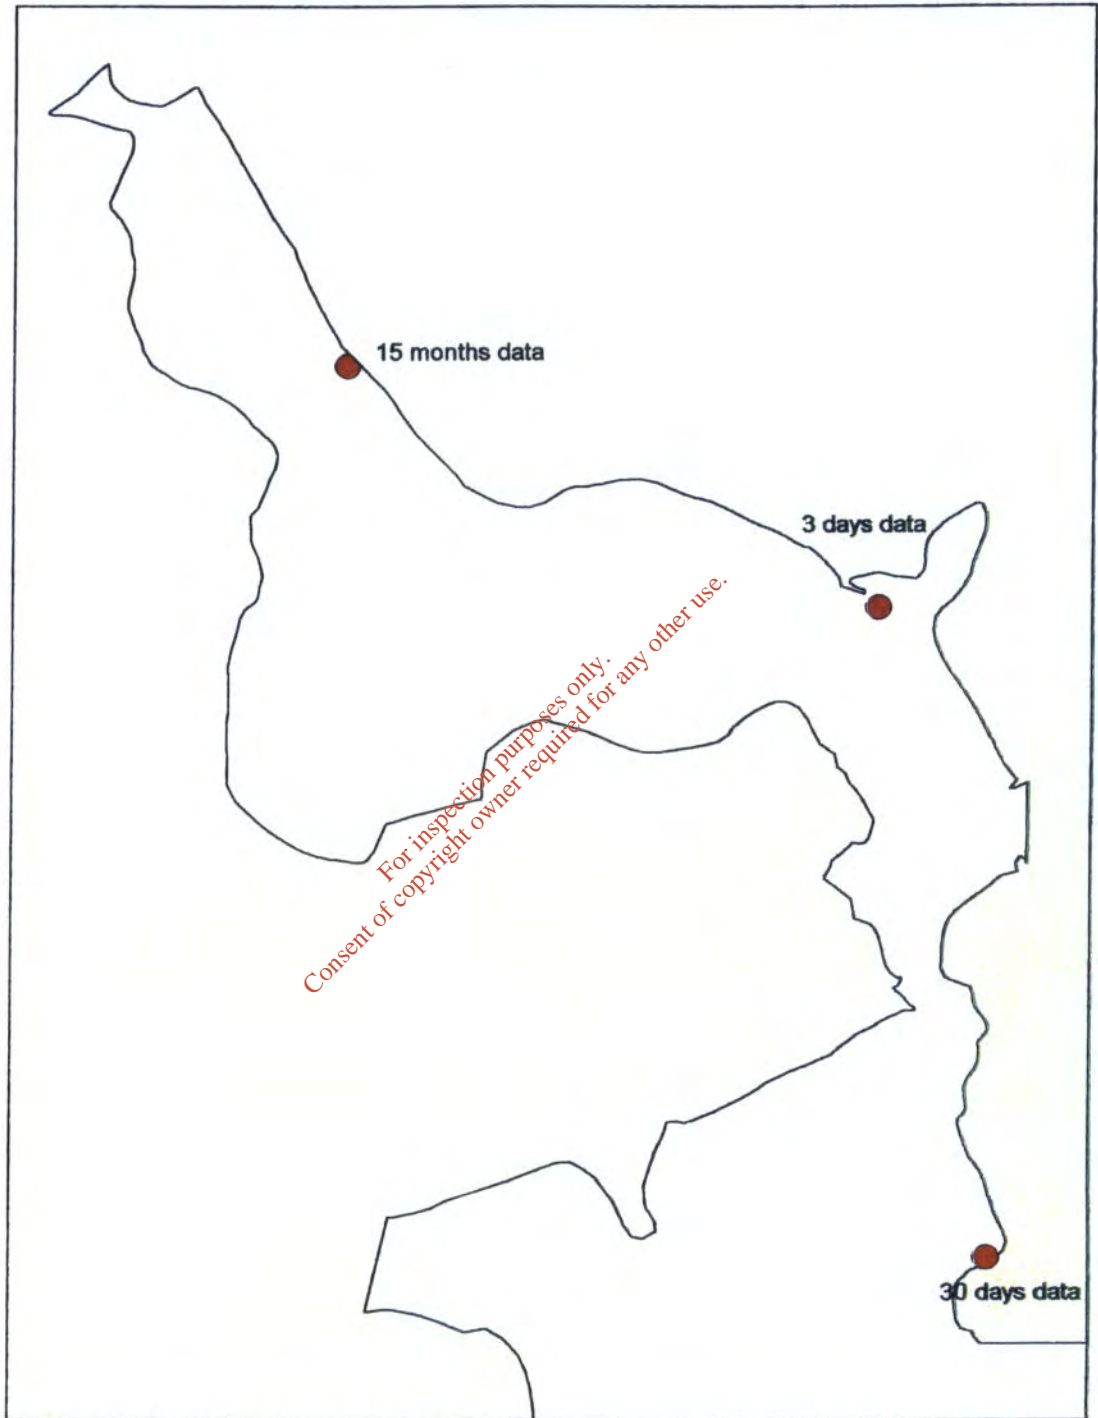 15 months data
3 days data
For inspection purposes only.
Consent of copyright owner required for any other use.
30 days data